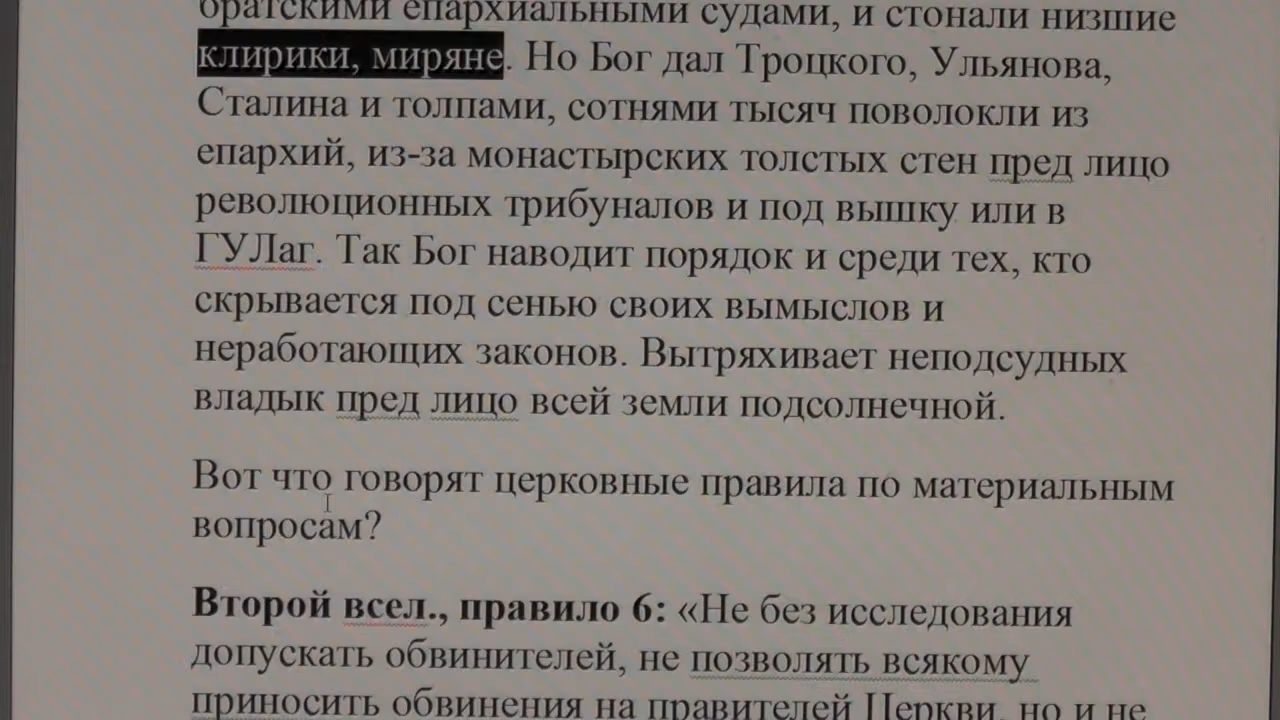 братскими епархиальными судами, и стонали низшие
клирики, миряне. Но Бог дал Троцкого, Ульянова,
Сталина и толпами, сотнями тысяч поволокли из
епархий, из-за монастырских толстых стен пред лицо
революционных трибуналов и под вышку или в
ГУЛаг. Так Бог наводит порядок и среди тех, кто
скрывается под сенью своих вымыслов и
неработающих законов. Вытряхивает неподсудных
владык пред лицо всей земли подсолнечной.
Вот что говорят церковные правила по материальным
вопросам?
Второй всел., правило 6: «Не без исследования
допускать обвинителей, не позволять всякому
приносить обвинения на правителей Церкви, но и не